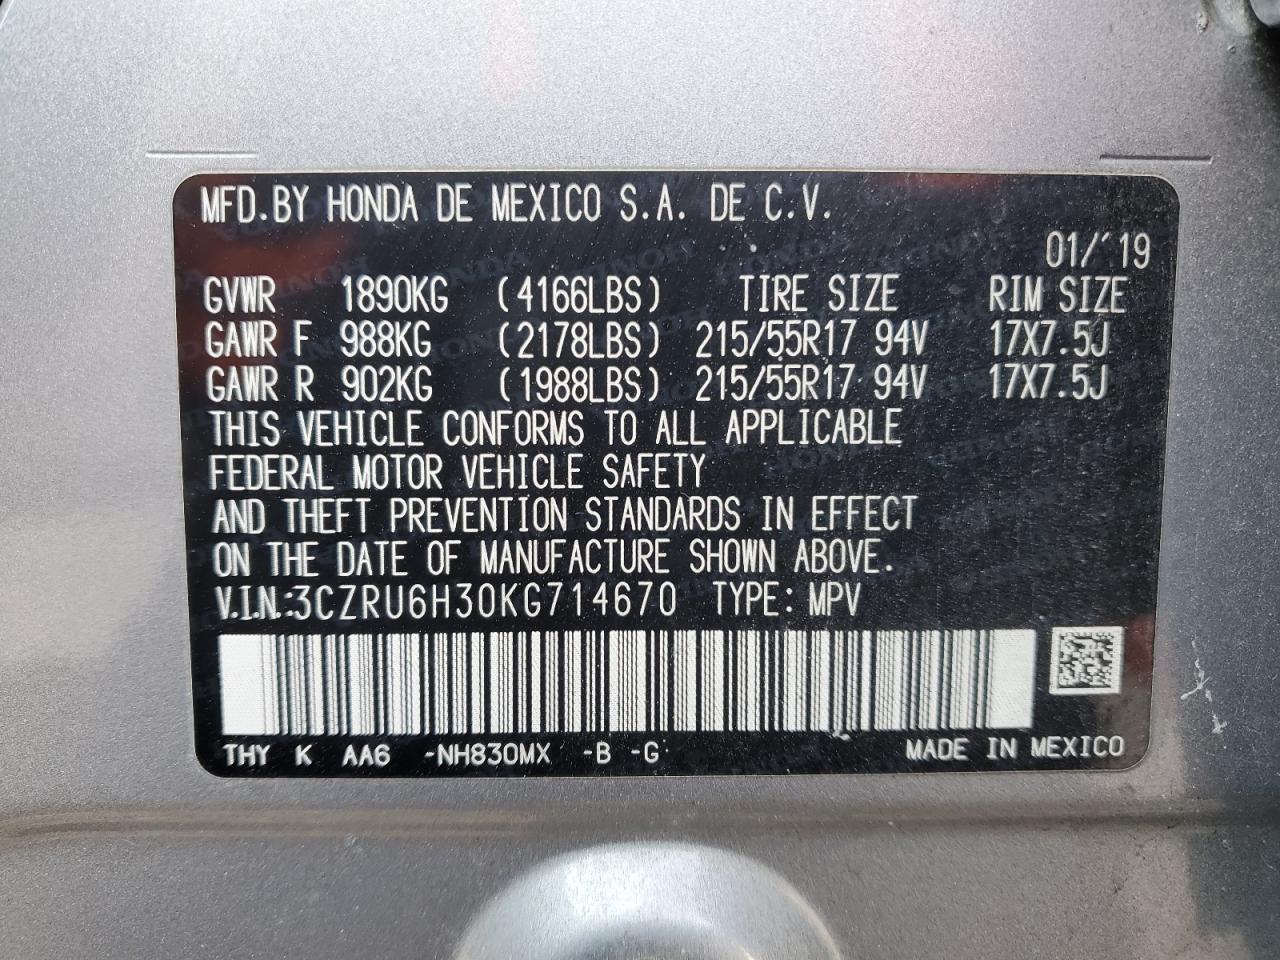 MFD.BY HONDA DE MEXICO S.A. DE C.V.
01/'19
GVWR 1890KG (4166LBS) TIRE SIZE RIM SIZE
GAWR F 988KG (2178LBS) 215/55R17 94V 17X7.5J
GAWR R 902KG (1988LBS) 215/55R17 94V 17X7.5J
THIS VEHICLE CONFORMS TO ALL APPLICABLE
FEDERAL MOTOR VEHICLE SAFETY
AND THEFT PREVENTION STANDARDS IN EFFECT
ON THE DATE OF MANUFACTURE SHOWN ABOVE.
V.I.N.:3CZRU6H30KG714670 TYPE: MPV
THY K AA6 -NH830MX -B -G MADE IN MEXICO